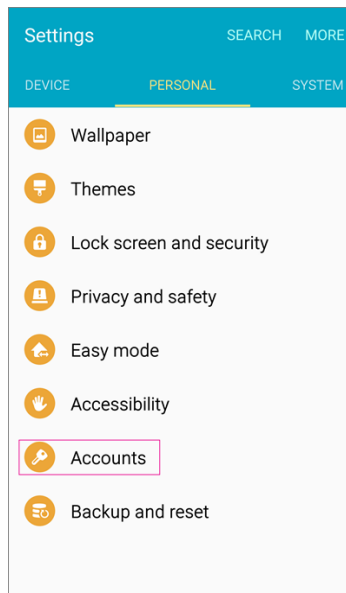 Settings SEARCH MORE
DEVICE PERSONAL SYSTEM
Wallpaper
Themes
Lock screen and security
Privacy and safety
Easy mode
Accessibility
Accounts
Backup and reset